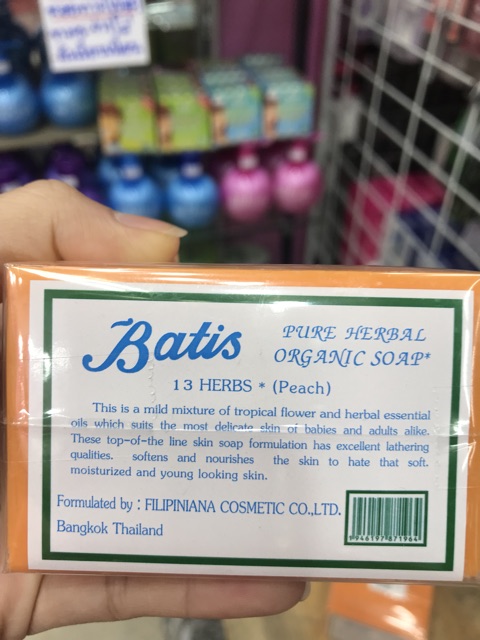 Batis
PURE HERBAL
ORGANIC SOAP*
13 HERBS * (Peach)
This is a mild mixture of tropical flower and herbal essential
oils which suits the most delicate skin of babies and adults alike.
These top-of-the line skin soap formulation has excellent lathering
qualities. softens and nourishes the skin to hate that soft.
moisturized and young looking skin.
Formulated by : FILIPINIANA COSMETIC CO.,LTD.
Bangkok Thailand